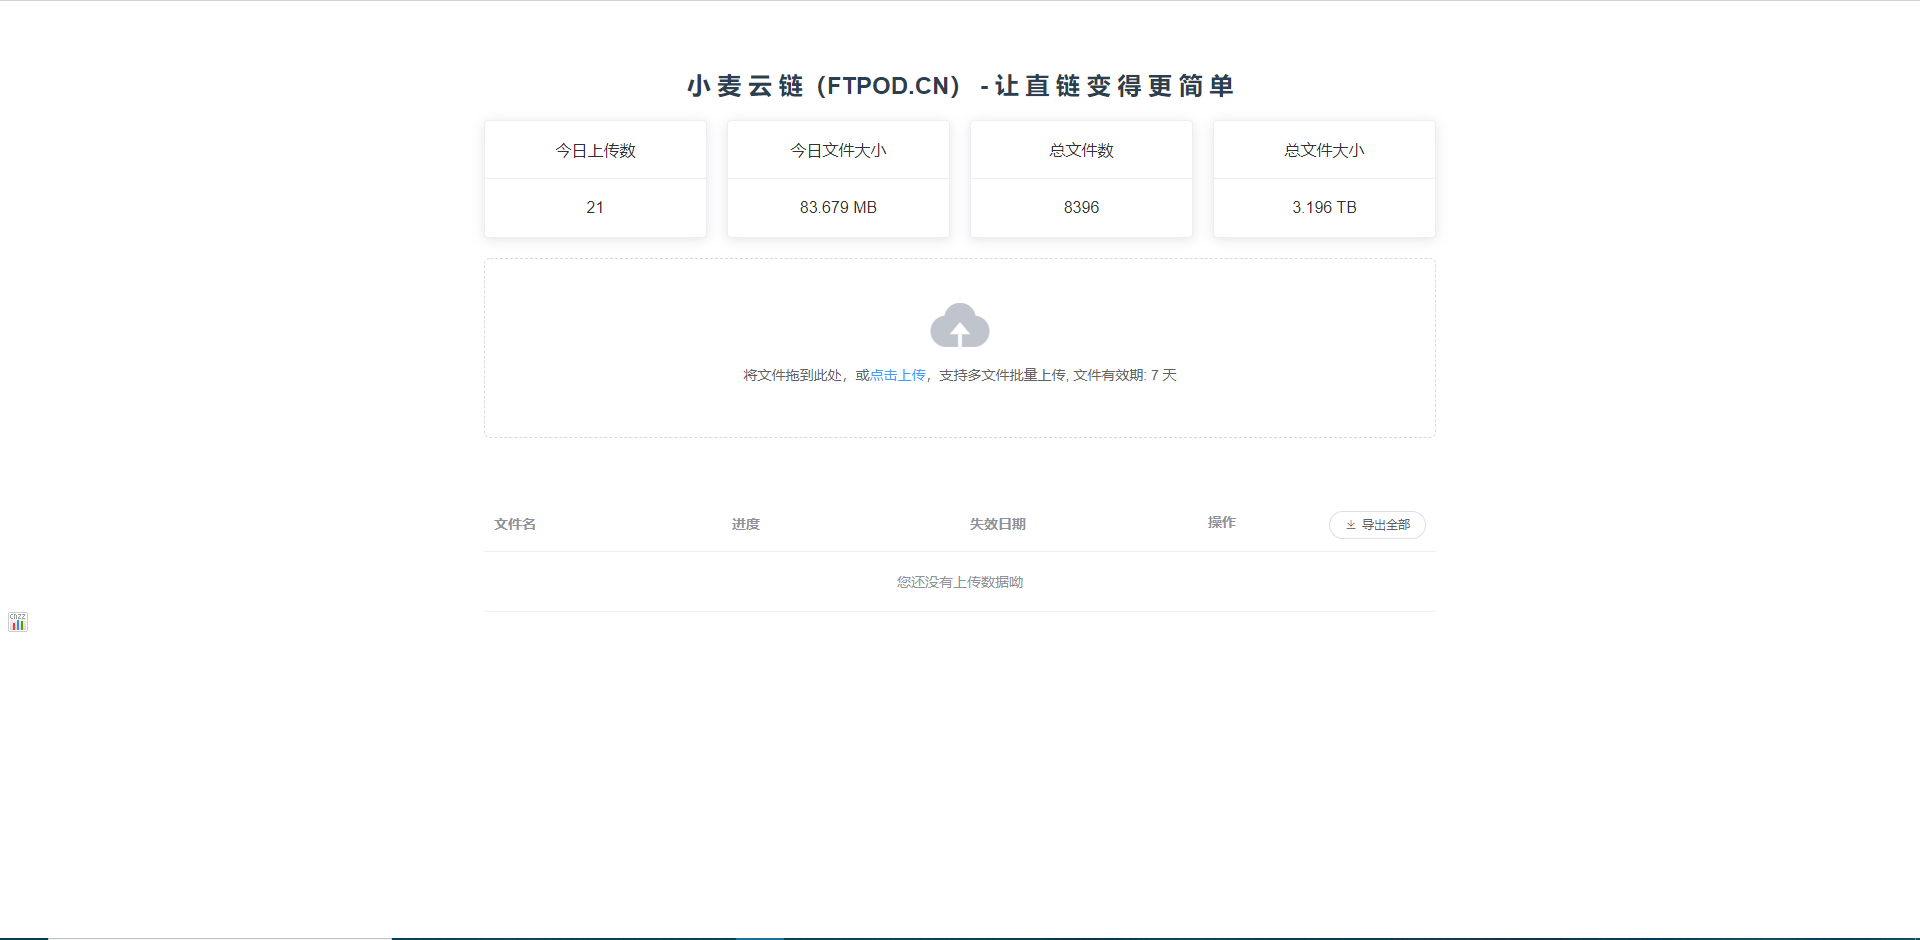 小麦云链（FTPOD.CN） -让直链变得更简单
今日上传数
21
今日文件大小
83.679 MB
总文件数
8396
总文件大小
3.196 TB
将文件拖到此处，或点击上传，支持多文件批量上传, 文件有效期: 7 天
文件名 进度 失效日期 操作 导出全部
您还没有上传数据呦
CNZZ